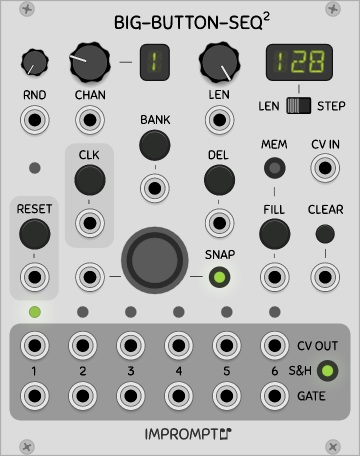 BIG-BUTTON-SEQ²
1
128
RND CHAN LEN
LEN STEP
BANK
CLK DEL MEM CV IN
RESET FILL CLEAR
SNAP
CV OUT
1 2 3 4 5 6 S&H
GATE
IMPROMPT